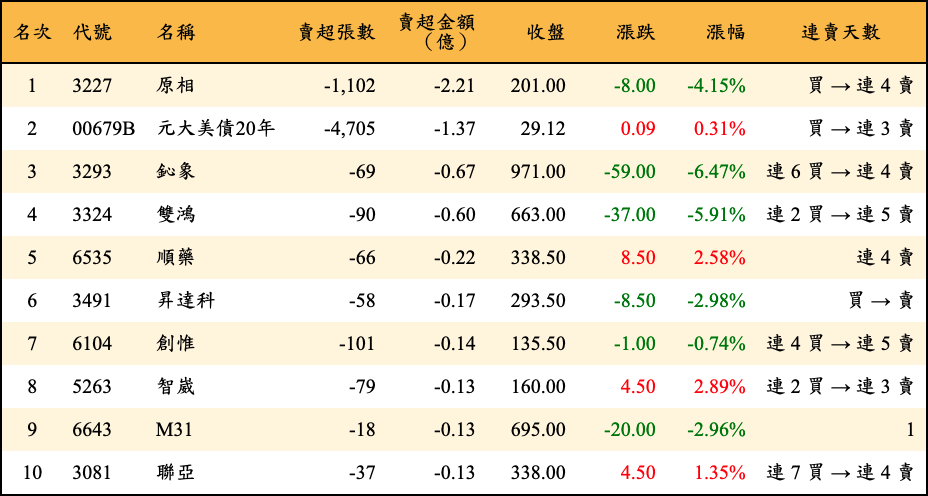 名次 代號 名稱 賣超張數 賣超金額（億） 收盤 漲跌 漲幅 連賣天數
1 3227 原相 -1,102 -2.21 201.00 -8.00 -4.15% 買 → 連 4 賣
2 00679B 元大美債20年 -4,705 -1.37 29.12 0.09 0.31% 買 → 連 3 賣
3 3293 鈊象 -69 -0.67 971.00 -59.00 -6.47% 連 6 買 → 連 4 賣
4 3324 雙鴻 -90 -0.60 663.00 -37.00 -5.91% 連 2 買 → 連 5 賣
5 6535 順藥 -66 -0.22 338.50 8.50 2.58% 連 4 賣
6 3491 昇達科 -58 -0.17 293.50 -8.50 -2.98% 買 → 賣
7 6104 創惟 -101 -0.14 135.50 -1.00 -0.74% 連 4 買 → 連 5 賣
8 5263 智崴 -79 -0.13 160.00 4.50 2.89% 連 2 買 → 連 3 賣
9 6643 M31 -18 -0.13 695.00 -20.00 -2.96% 1
10 3081 聯亞 -37 -0.13 338.00 4.50 1.35% 連 7 買 → 連 4 賣